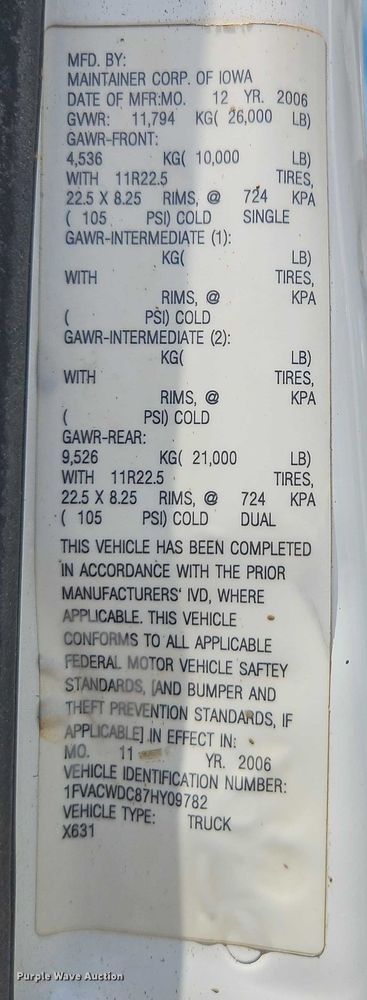 MFD. BY:
MAINTAINER CORP. OF IOWA
DATE OF MFR:MO. 12 YR. 2006
GVWR: 11,794 KG( 26,000 LB)
GAWR-FRONT:
4,536 KG( 10,000 LB)
WITH 11R22.5 TIRES,
22.5 X 8.25 RIMS, @ 724 KPA
( 105 PSI) COLD SINGLE
GAWR-INTERMEDIATE (1):
KG( LB)
WITH TIRES,
RIMS, @ KPA
( PSI) COLD
GAWR-INTERMEDIATE (2):
KG( LB)
WITH TIRES,
RIMS, @ KPA
( PSI) COLD
GAWR-REAR:
9,526 KG( 21,000 LB)
WITH 11R22.5 TIRES,
22.5 X 8.25 RIMS, @ 724 KPA
( 105 PSI) COLD DUAL
THIS VEHICLE HAS BEEN COMPLETED
IN ACCORDANCE WITH THE PRIOR
MANUFACTURERS' IVD, WHERE
APPLICABLE. THIS VEHICLE
CONFORMS TO ALL APPLICABLE
FEDERAL MOTOR VEHICLE SAFTEY
STANDARDS, [AND BUMPER AND
THEFT PREVENTION STANDARDS, IF
APPLICABLE] IN EFFECT IN:
MO. 11 YR. 2006
VEHICLE IDENTIFICATION NUMBER:
1FVACWDC87HY09782
VEHICLE TYPE: TRUCK
X631
Purple Wave Auction